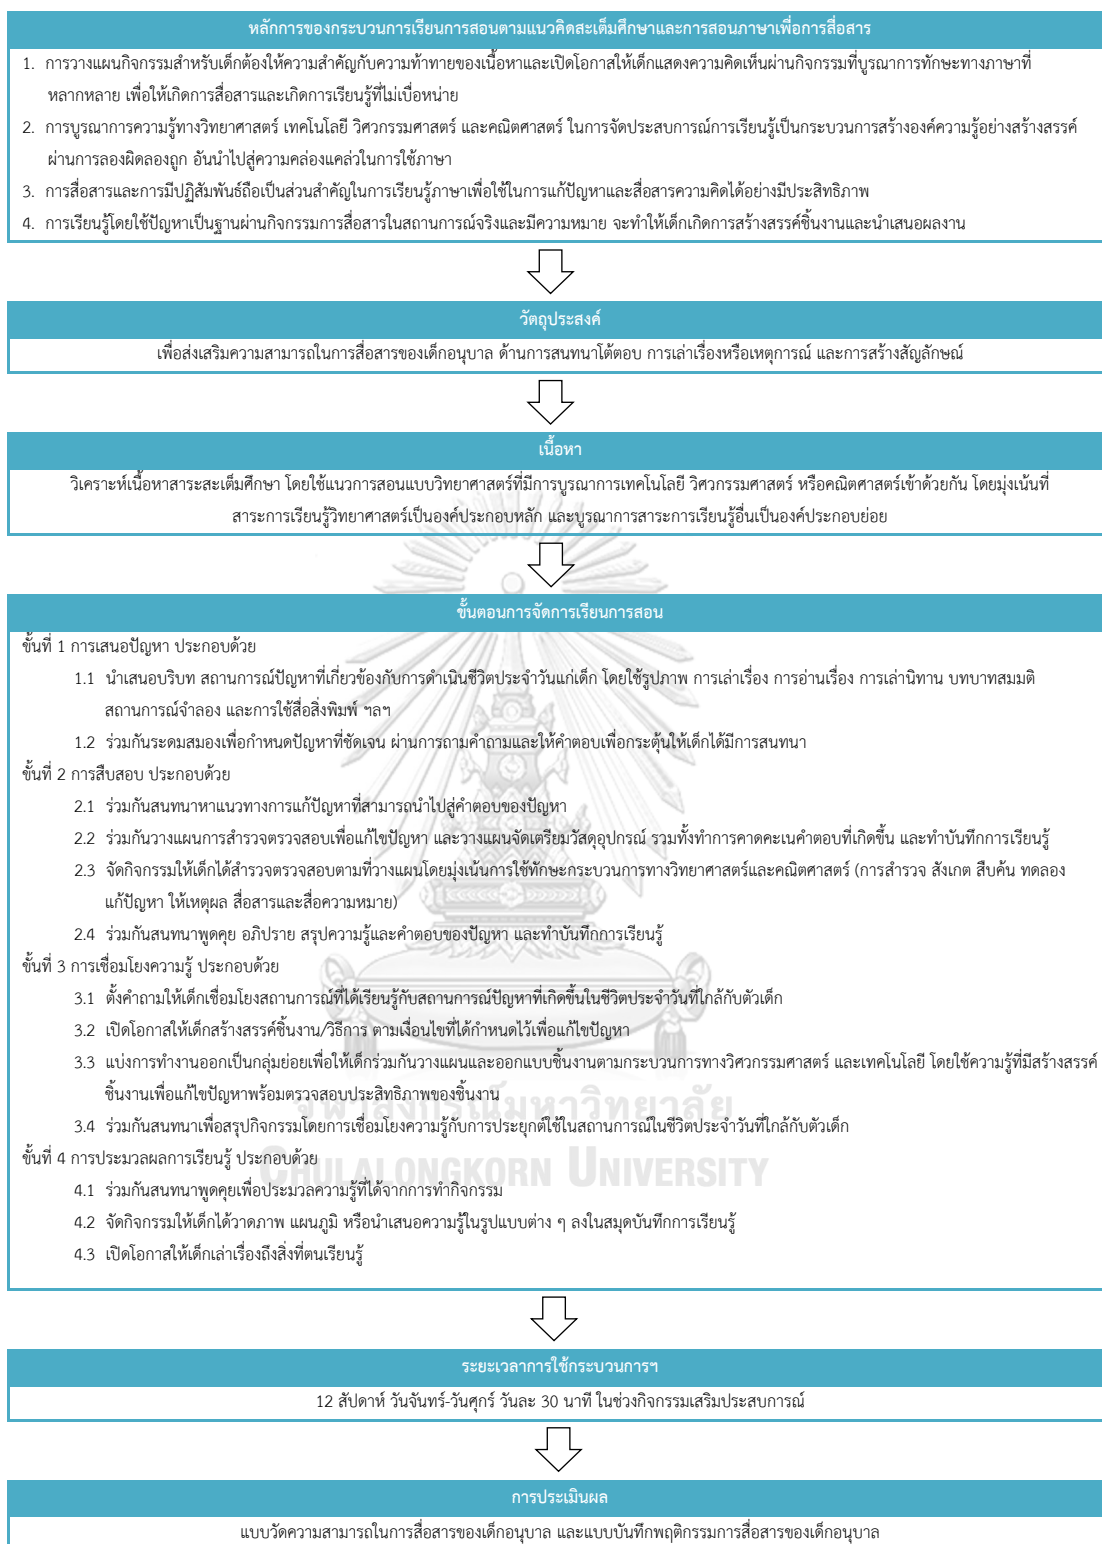 หลักการของกระบวนการเรียนการสอนตามแนวคิดสะเต็มศึกษาและการสอนภาษาเพื่อการสื่อสาร
1. การวางแผนกิจกรรมสำหรับเด็กต้องให้ความสำคัญกับความท้าทายของเนื้อหาและเปิดโอกาสให้เด็กแสดงความคิดเห็นผ่านกิจกรรมที่บูรณาการทักษะทางภาษาที่
หลากหลาย เพื่อให้เกิดการสื่อสารและเกิดการเรียนรู้ที่ไม่เบื่อหน่าย
2. การบูรณาการความรู้ทางวิทยาศาสตร์ เทคโนโลยี วิศวกรรมศาสตร์ และคณิตศาสตร์ ในการจัดประสบการณ์การเรียนรู้เป็นกระบวนการสร้างองค์ความรู้อย่างสร้างสรรค์
ผ่านการลองผิดลองถูก อันนำไปสู่ความคล่องแคล่วในการใช้ภาษา
3. การสื่อสารและการมีปฏิสัมพันธ์ถือเป็นส่วนสำคัญในการเรียนรู้ภาษาเพื่อใช้ในการแก้ปัญหาและสื่อสารความคิดได้อย่างมีประสิทธิภาพ
4. การเรียนรู้โดยใช้ปัญหาเป็นฐานผ่านกิจกรรมการสื่อสารในสถานการณ์จริงและมีความหมาย จะทำให้เด็กเกิดการสร้างสรรค์ชิ้นงานและนำเสนอผลงาน
วัตถุประสงค์
เพื่อส่งเสริมความสามารถในการสื่อสารของเด็กอนุบาล ด้านการสนทนาโต้ตอบ การเล่าเรื่องหรือเหตุการณ์ และการสร้างสัญลักษณ์
เนื้อหา
วิเคราะห์เนื้อหาสาระสะเต็มศึกษา โดยใช้แนวการสอนแบบวิทยาศาสตร์ที่มีการบูรณาการเทคโนโลยี วิศวกรรมศาสตร์ หรือคณิตศาสตร์เข้าด้วยกัน โดยมุ่งเน้นที่
สาระการเรียนรู้วิทยาศาสตร์เป็นองค์ประกอบหลัก และบูรณาการสาระการเรียนรู้อื่นเป็นองค์ประกอบย่อย
ขั้นตอนการจัดการเรียนการสอน
ขั้นที่ 1 การเสนอปัญหา ประกอบด้วย
1.1 นำเสนอบริบท สถานการณ์ปัญหาที่เกี่ยวข้องกับการดำเนินชีวิตประจำวันแก่เด็ก โดยใช้รูปภาพ การเล่าเรื่อง การอ่านเรื่อง การเล่านิทาน บทบาทสมมติ
สถานการณ์จำลอง และการใช้สื่อสิ่งพิมพ์ ฯลฯ
1.2 ร่วมกันระดมสมองเพื่อกำหนดปัญหาที่ชัดเจน ผ่านการถามคำถามและให้คำตอบเพื่อกระตุ้นให้เด็กได้มีการสนทนา
ขั้นที่ 2 การสืบสอบ ประกอบด้วย
2.1 ร่วมกันสนทนาหาแนวทางการแก้ปัญหาที่สามารถนำไปสู่คำตอบของปัญหา
2.2 ร่วมกันวางแผนการสำรวจตรวจสอบเพื่อแก้ไขปัญหา และวางแผนจัดเตรียมวัสดุอุปกรณ์ รวมทั้งทำการคาดคะเนคำตอบที่เกิดขึ้น และทำบันทึกการเรียนรู้
2.3 จัดกิจกรรมให้เด็กได้สำรวจตรวจสอบตามที่วางแผนโดยมุ่งเน้นการใช้ทักษะกระบวนการทางวิทยาศาสตร์และคณิตศาสตร์ (การสำรวจ สังเกต สืบค้น ทดลอง
แก้ปัญหา ให้เหตุผล สื่อสารและสื่อความหมาย)
2.4 ร่วมกันสนทนาพูดคุย อภิปราย สรุปความรู้และคำตอบของปัญหา และทำบันทึกการเรียนรู้
ขั้นที่ 3 การเชื่อมโยงความรู้ ประกอบด้วย
3.1 ตั้งคำถามให้เด็กเชื่อมโยงสถานการณ์ที่ได้เรียนรู้กับสถานการณ์ปัญหาที่เกิดขึ้นในชีวิตประจำวันที่ใกล้กับตัวเด็ก
3.2 เปิดโอกาสให้เด็กสร้างสรรค์ชิ้นงาน/วิธีการ ตามเงื่อนไขที่ได้กำหนดไว้เพื่อแก้ไขปัญหา
3.3 แบ่งการทำงานออกเป็นกลุ่มย่อยเพื่อให้เด็กร่วมกันวางแผนและออกแบบชิ้นงานตามกระบวนการทางวิศวกรรมศาสตร์ และเทคโนโลยี โดยใช้ความรู้ที่มีสร้างสรรค์
ชิ้นงานเพื่อแก้ไขปัญหาพร้อมตรวจสอบประสิทธิภาพของชิ้นงาน
จุฬาลงกรณ์มหาวิทยาลัย
3.4 ร่วมกันสนทนาเพื่อสรุปกิจกรรมโดยการเชื่อมโยงความรู้กับการประยุกต์ใช้ในสถานการณ์ในชีวิตประจำวันที่ใกล้กับตัวเด็ก
ขั้นที่ 4 การประมวลผลการเรียนรู้ ประกอบด้วย
CHULALONGKORN UNIVERSITY
4.1 ร่วมกันสนทนาพูดคุยเพื่อประมวลความรู้ที่ได้จากการทำกิจกรรม
4.2 จัดกิจกรรมให้เด็กได้วาดภาพ แผนภูมิ หรือนำเสนอความรู้ในรูปแบบต่าง ๆ ลงในสมุดบันทึกการเรียนรู้
4.3 เปิดโอกาสให้เด็กเล่าเรื่องถึงสิ่งที่ตนเรียนรู้
ระยะเวลาการใช้กระบวนการฯ
12 สัปดาห์ วันจันทร์-วันศุกร์ วันละ 30 นาที ในช่วงกิจกรรมเสริมประสบการณ์
การประเมินผล
แบบวัดความสามารถในการสื่อสารของเด็กอนุบาล และแบบบันทึกพฤติกรรมการสื่อสารของเด็กอนุบาล